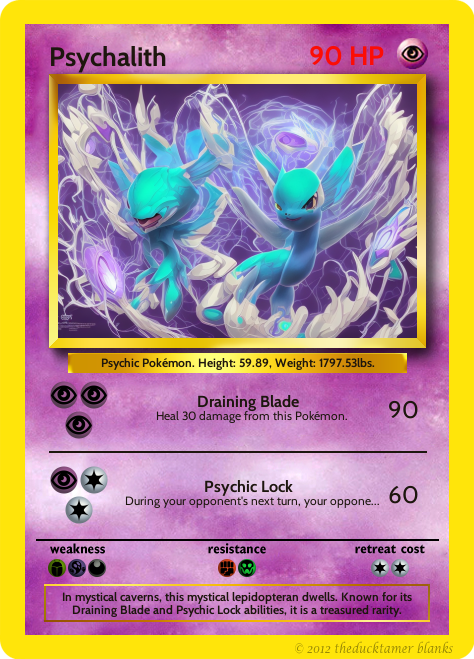 Psychalith
90 HP
Psychic Pokémon. Height: 59.89, Weight: 1797.53lbs.
Draining Blade
Heal 30 damage from this Pokémon.
90
Psychic Lock
During your opponent's next turn, your oppone...
60
weakness
resistance
retreat cost
In mystical caverns, this mystical lepidopteran dwells. Known for its
Draining Blade and Psychic Lock abilities, it is a treasured rarity.
© 2012 theducktamer blanks